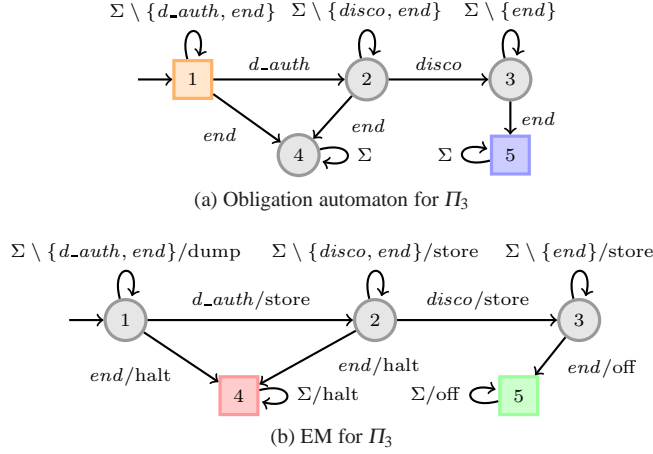 Σ \ {d_auth, end} Σ \ {disco, end} Σ \ {end}
1 d_auth 2 disco 3
end end end
4 Σ Σ 5
(a) Obligation automaton for Π₃
Σ \ {d_auth, end}/dump Σ \ {disco, end}/store Σ \ {end}/store
1 d_auth/store 2 disco/store 3
end/halt end/halt end/off
4 Σ/halt Σ/off 5
(b) EM for Π₃